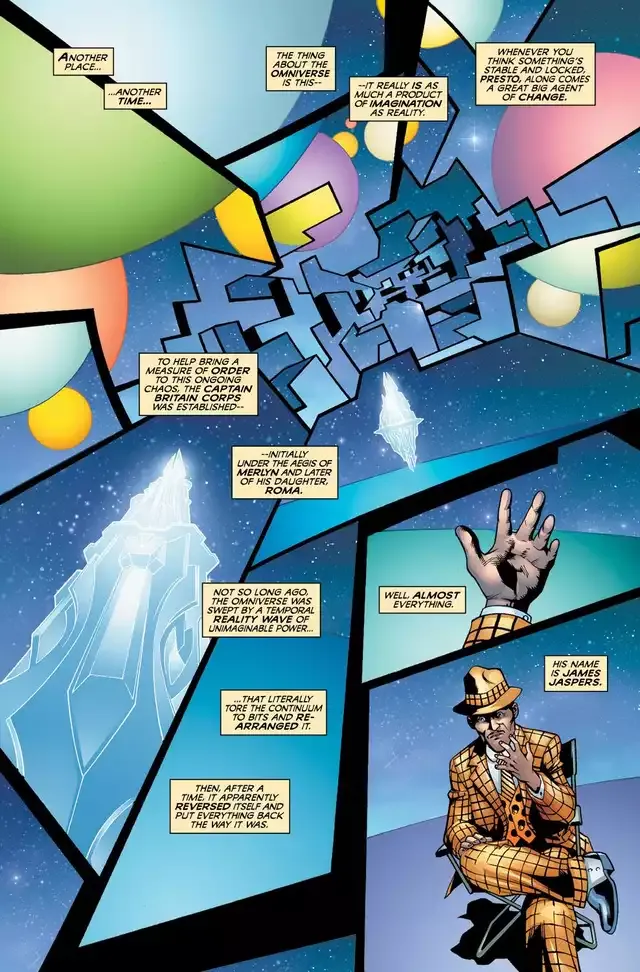 ANOTHER
PLACE...
...ANOTHER
TIME...
THE THING
ABOUT THE
OMNIVERSE
IS THIS--
--IT REALLY IS AS
MUCH A PRODUCT
OF IMAGINATION
AS REALITY.
WHENEVER YOU
THINK SOMETHING'S
STABLE AND LOCKED,
PRESTO, ALONG COMES
A GREAT BIG AGENT
OF CHANGE.
TO HELP BRING A
MEASURE OF ORDER
TO THIS ONGOING
CHAOS, THE CAPTAIN
BRITAIN CORPS
WAS ESTABLISHED--
--INITIALLY
UNDER THE AEGIS OF
MERLYN AND LATER
OF HIS DAUGHTER,
ROMA.
NOT SO LONG AGO,
THE OMNIVERSE WAS
SWEPT BY A TEMPORAL
REALITY WAVE OF
UNIMAGINABLE POWER...
...THAT LITERALLY
TORE THE CONTINUUM
TO BITS AND RE-
ARRANGED IT.
THEN, AFTER A
TIME, IT APPARENTLY
REVERSED ITSELF AND
PUT EVERYTHING BACK
THE WAY IT WAS.
WELL, ALMOST
EVERYTHING.
HIS NAME
IS JAMES
JASPERS.